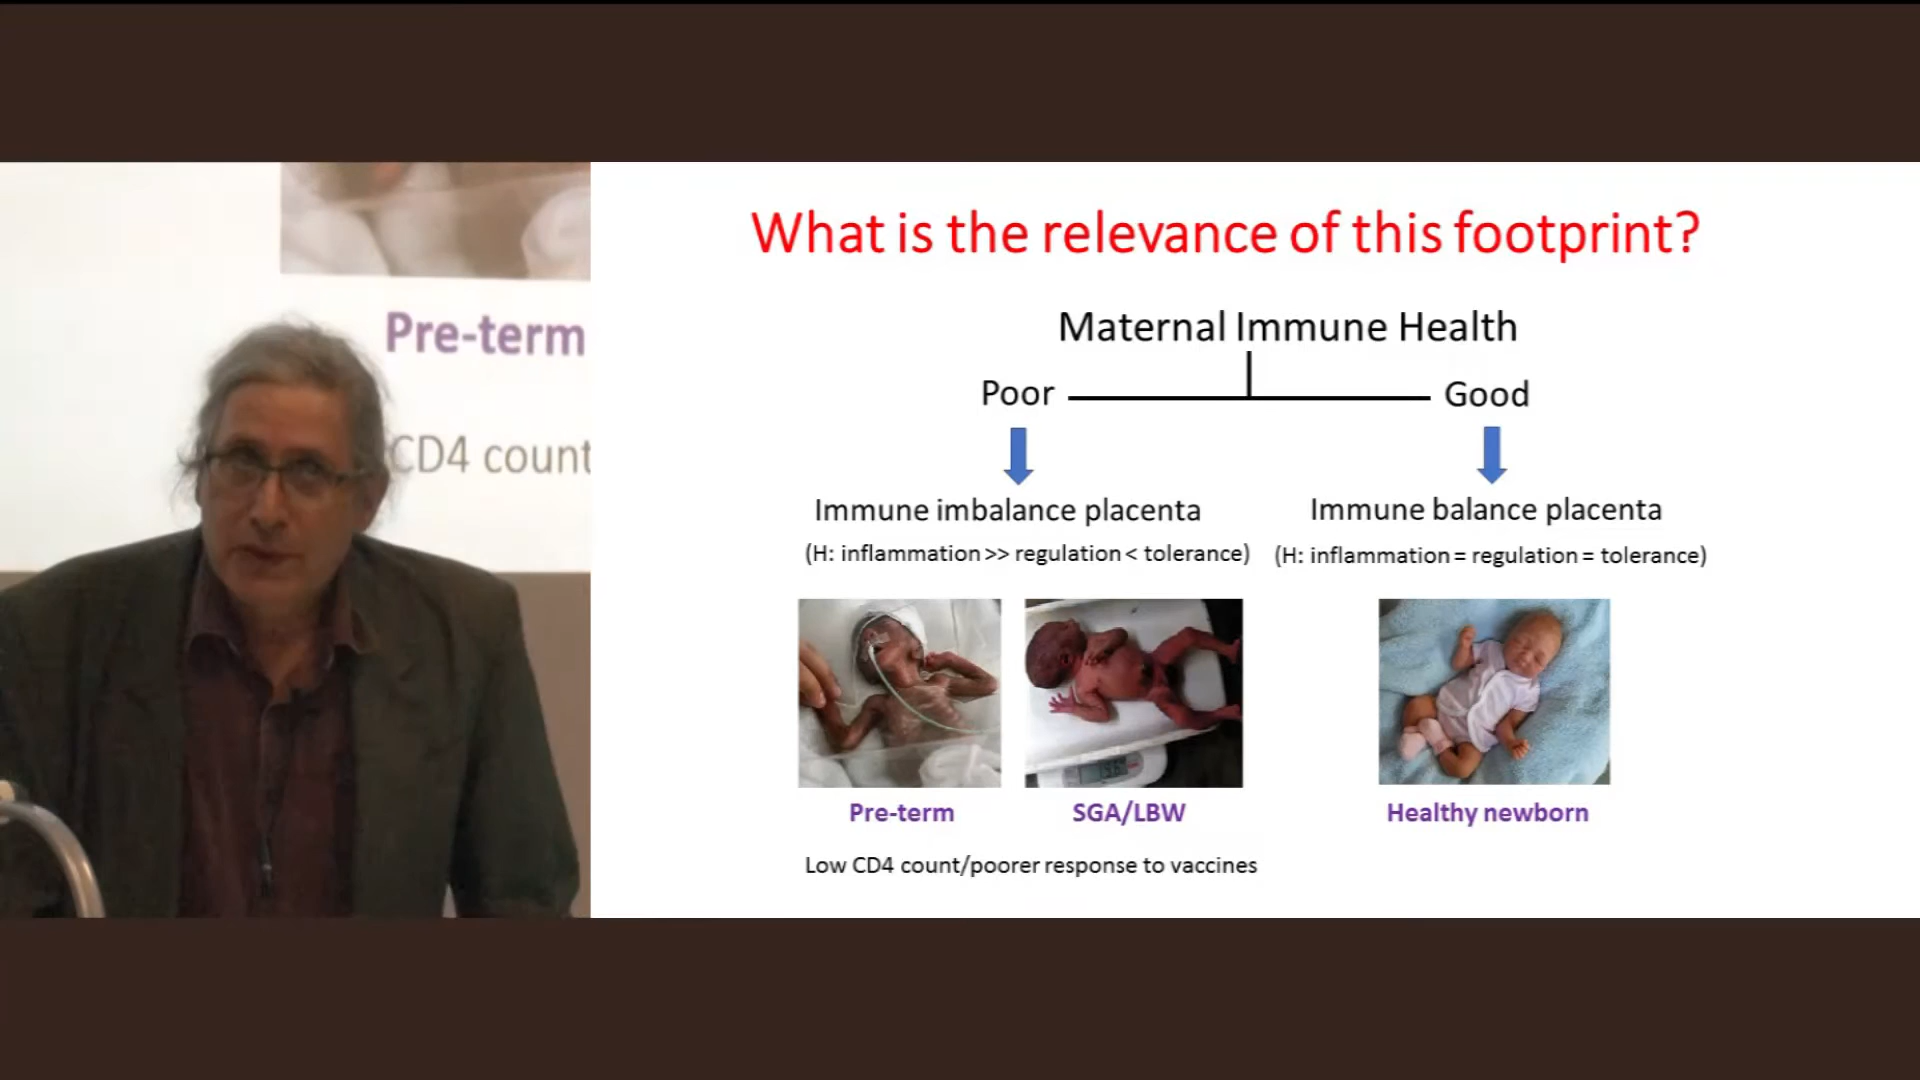 Pre-term
CD4 count
What is the relevance of this footprint?
Maternal Immune Health
Poor
Good
Immune imbalance placenta
Immune balance placenta
(H: inflammation >> regulation < tolerance)
(H: inflammation = regulation = tolerance)
Pre-term
SGA/LBW
Healthy newborn
Low CD4 count/poorer response to vaccines